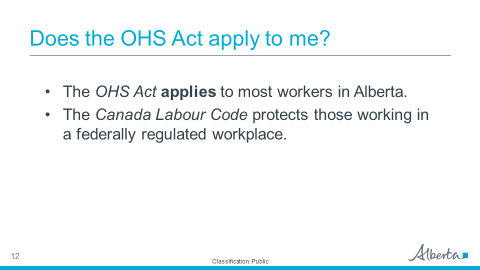 Does the OHS Act apply to me?
• The OHS Act applies to most workers in Alberta.
• The Canada Labour Code protects those working in
a federally regulated workplace.
12
Classification: Public
Alberta